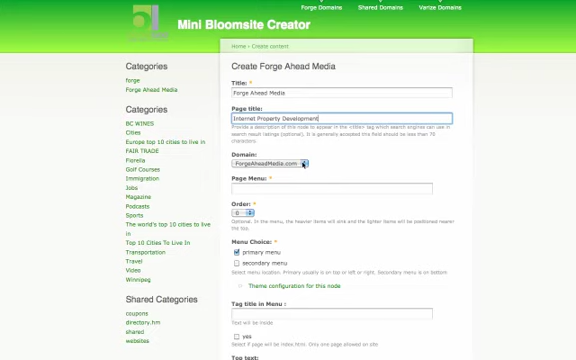 Forge Domains Shared Domains Varize Domains
Mini Bloomsite Creator
Home › Create content
Categories
forge
Forge Ahead Media
Categories
BC WINES
Cities
Europe top 10 cities to live in
FAIR TRADE
Fiorella
Golf Courses
Immigration
Jobs
Magazine
Podcasts
Sports
The world's top 10 cities to live in
Top 10 Cities To Live In
Transportation
Travel
Video
Winnipeg
Shared Categories
coupons
directory.hm
shared
websites
Create Forge Ahead Media
Title: *
Forge Ahead Media
Page title:
Internet Property Development
Provide a description of this node to appear in the <title> tag which search engines can use in
search result listings (optional). It is generally accepted this field should be less than 70
characters.
Domain:
ForgeAheadMedia.com
Page Menu: *
Order: *
0
Optional. In the menu, the heavier items will sink and the lighter items will be positioned nearer
the top.
Menu Choice: *
primary menu
secondary menu
Select menu location. Primary usually is on top or left or right. Secondary menu is on bottom.
Theme configuration for this node
Tag title in Menu :
Text will be inside
yes
Select if page will be index.html. Only one page allowed on site
Top text: